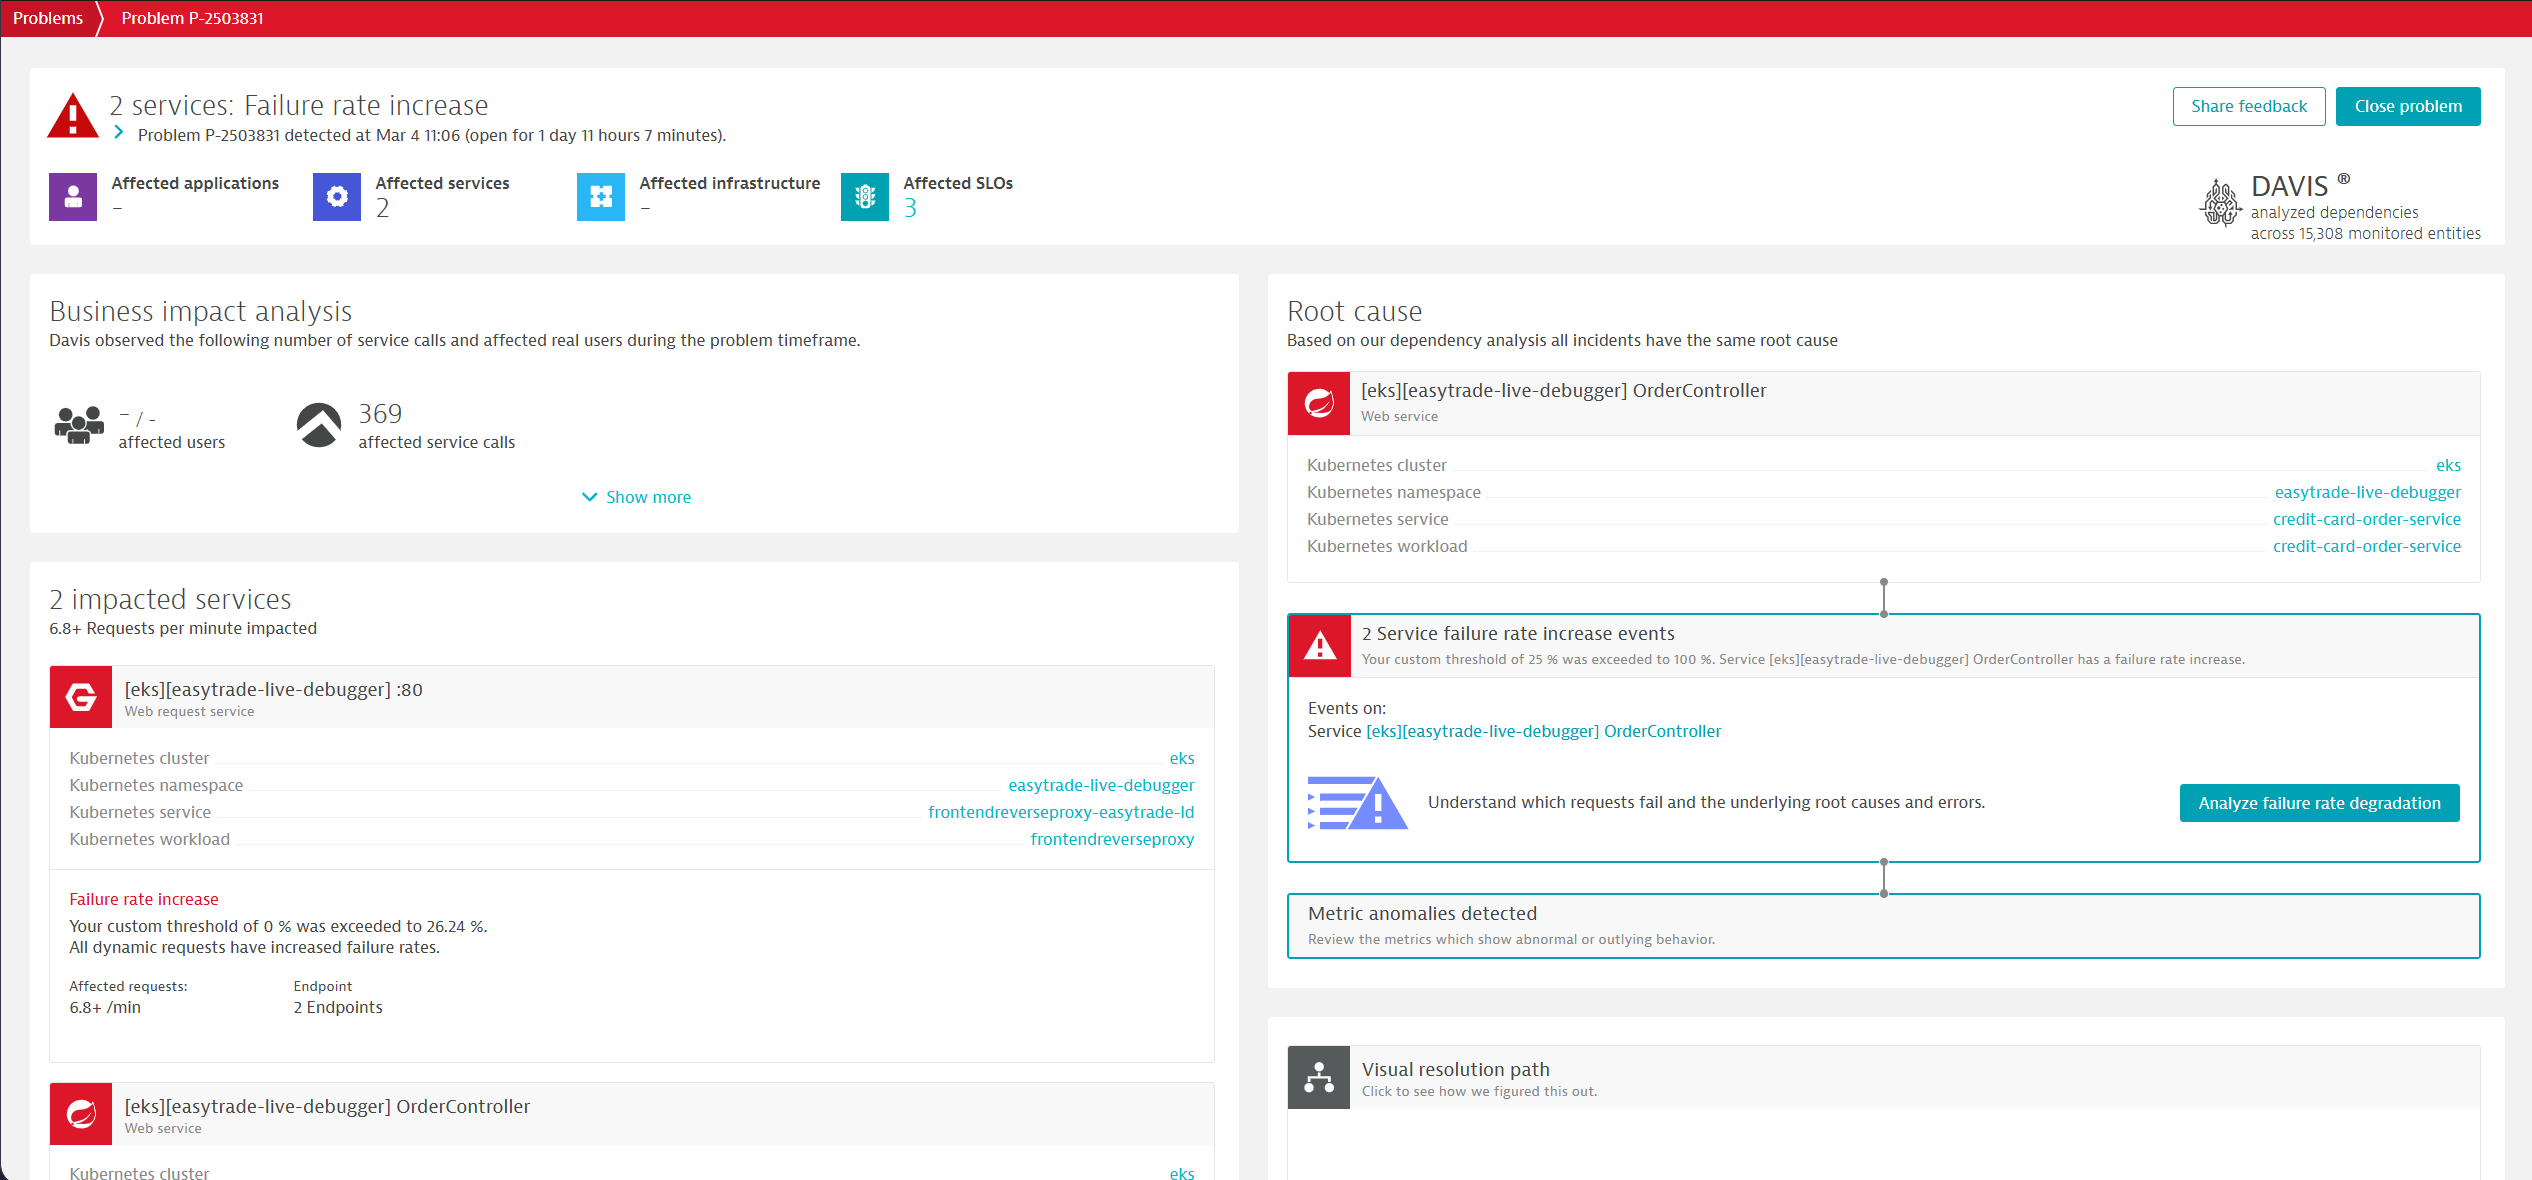 Problems
Problem P-2503831
2 services: Failure rate increase
Problem P-2503831 detected at Mar 4 11:06 (open for 1 day 11 hours 7 minutes).
Share feedback
Close problem
Affected applications
-
Affected services
2
Affected infrastructure
-
Affected SLOs
3
DAVIS ®
analyzed dependencies
across 15,308 monitored entities
Business impact analysis
Davis observed the following number of service calls and affected real users during the problem timeframe.
- / -
affected users
369
affected service calls
Show more
2 impacted services
6.8+ Requests per minute impacted
[eks][easytrade-live-debugger] :80
Web request service
Kubernetes cluster eks
Kubernetes namespace easytrade-live-debugger
Kubernetes service frontendreverseproxy-easytrade-ld
Kubernetes workload frontendreverseproxy
Failure rate increase
Your custom threshold of 0 % was exceeded to 26.24 %.
All dynamic requests have increased failure rates.
Affected requests:
6.8+ /min
Endpoint
2 Endpoints
[eks][easytrade-live-debugger] OrderController
Web service
Kubernetes cluster eks
Root cause
Based on our dependency analysis all incidents have the same root cause
[eks][easytrade-live-debugger] OrderController
Web service
Kubernetes cluster eks
Kubernetes namespace easytrade-live-debugger
Kubernetes service credit-card-order-service
Kubernetes workload credit-card-order-service
2 Service failure rate increase events
Your custom threshold of 25 % was exceeded to 100 %. Service [eks][easytrade-live-debugger] OrderController has a failure rate increase.
Events on:
Service [eks][easytrade-live-debugger] OrderController
Understand which requests fail and the underlying root causes and errors.
Analyze failure rate degradation
Metric anomalies detected
Review the metrics which show abnormal or outlying behavior.
Visual resolution path
Click to see how we figured this out.